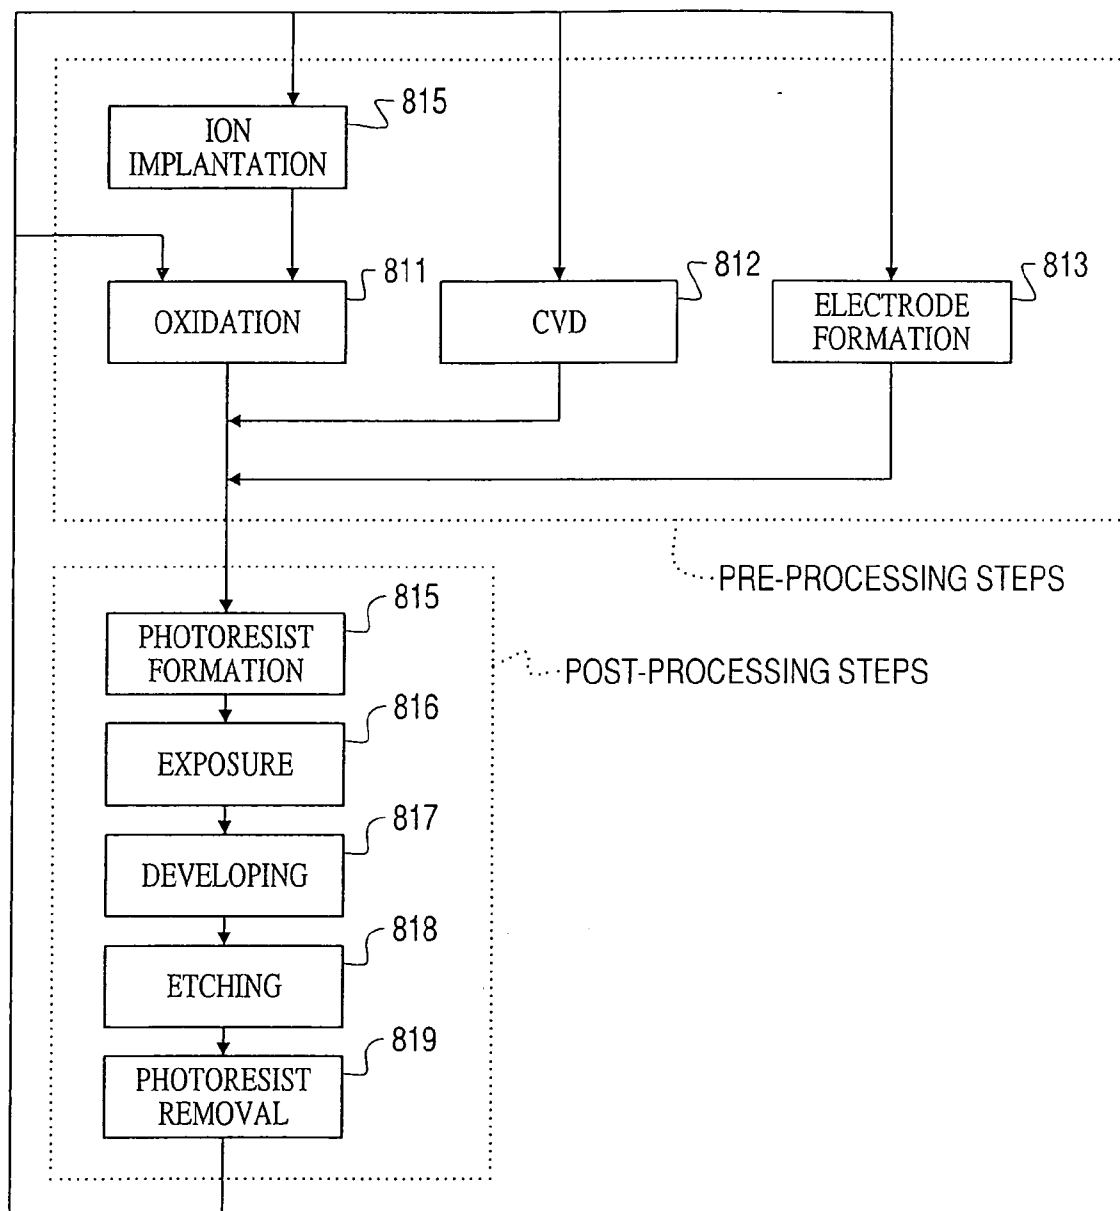 815
ION
IMPLANTATION
811
OXIDATION
812
CVD
813
ELECTRODE
FORMATION
PRE-PROCESSING STEPS
815
PHOTORESIST
FORMATION
POST-PROCESSING STEPS
816
EXPOSURE
817
DEVELOPING
818
ETCHING
819
PHOTORESIST
REMOVAL